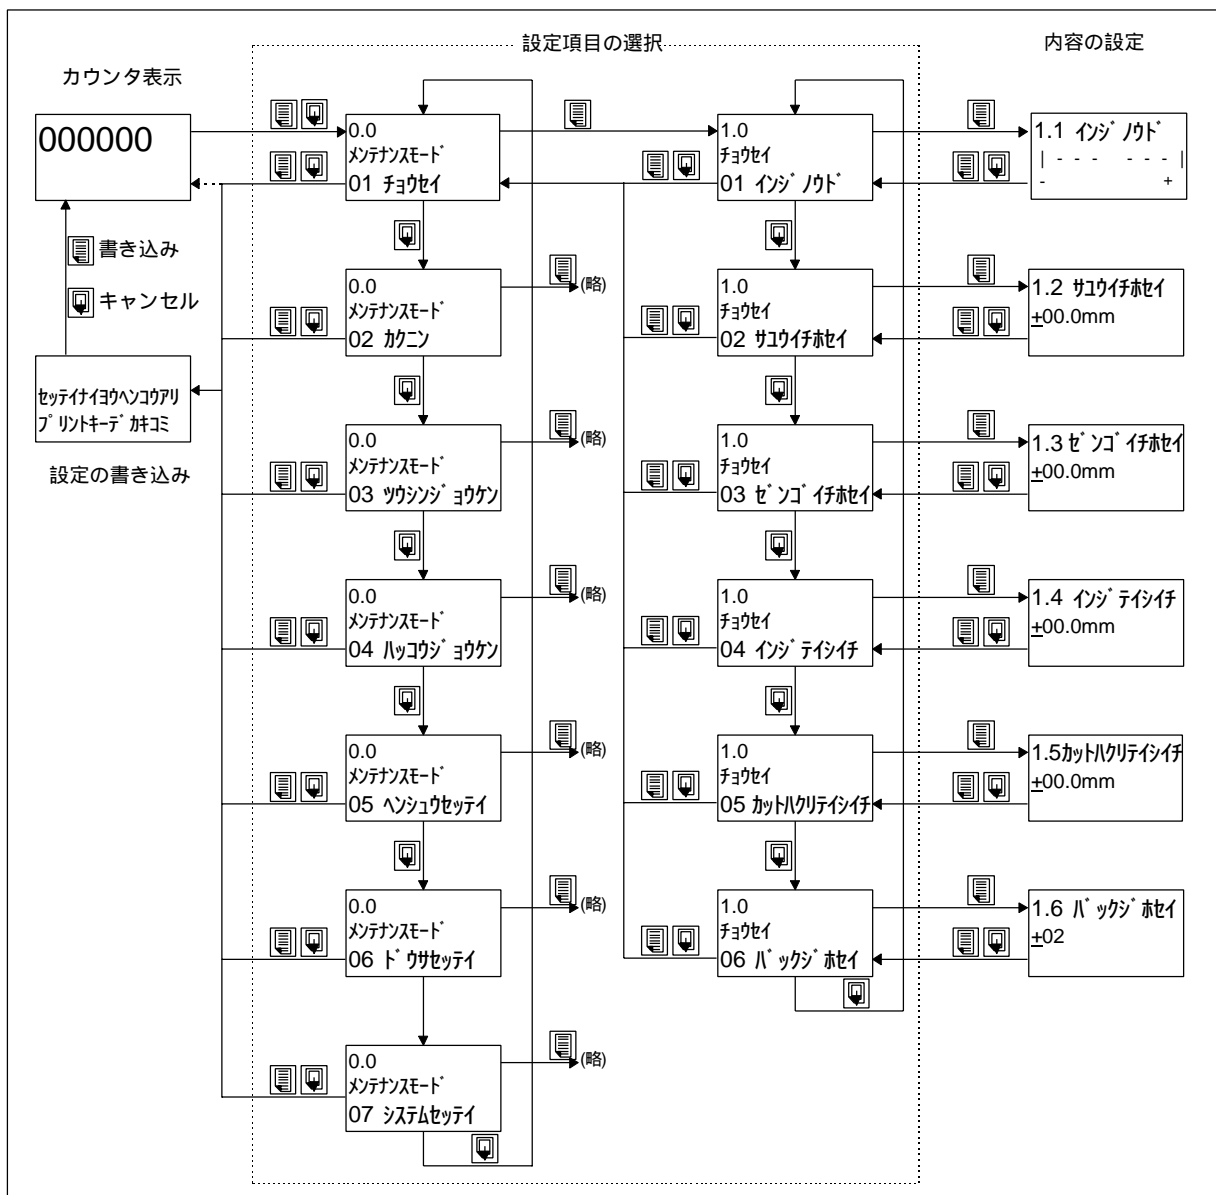 設定項目の選択
内容の設定
カウンタ表示
000000
書き込み
キャンセル
セッテイナイヨウヘンコウアリ
プリントキーデカキコミ
設定の書き込み
0.0
メンテナンスモード
01 チョウセイ
0.0
メンテナンスモード
02 カクニン
(略)
0.0
メンテナンスモード
03 ツウシンジョウケン
(略)
0.0
メンテナンスモード
04 ハッコウジョウケン
(略)
0.0
メンテナンスモード
05 ヘンシュウセッテイ
(略)
0.0
メンテナンスモード
06 ドウサセッテイ
(略)
0.0
メンテナンスモード
07 システムセッテイ
(略)
1.0
チョウセイ
01 インジノウド
1.0
チョウセイ
02 サユウイチホセイ
1.0
チョウセイ
03 ゼンゴイチホセイ
1.0
チョウセイ
04 インジテイシイチ
1.0
チョウセイ
05 カットハクリテイシイチ
1.0
チョウセイ
06 バックジホセイ
1.1 インジノウド
| - - - - - - |
- +
1.2 サユウイチホセイ
±00.0mm
1.3 ゼンゴイチホセイ
±00.0mm
1.4 インジテイシイチ
±00.0mm
1.5カットハクリテイシイチ
±00.0mm
1.6 バックジホセイ
±02